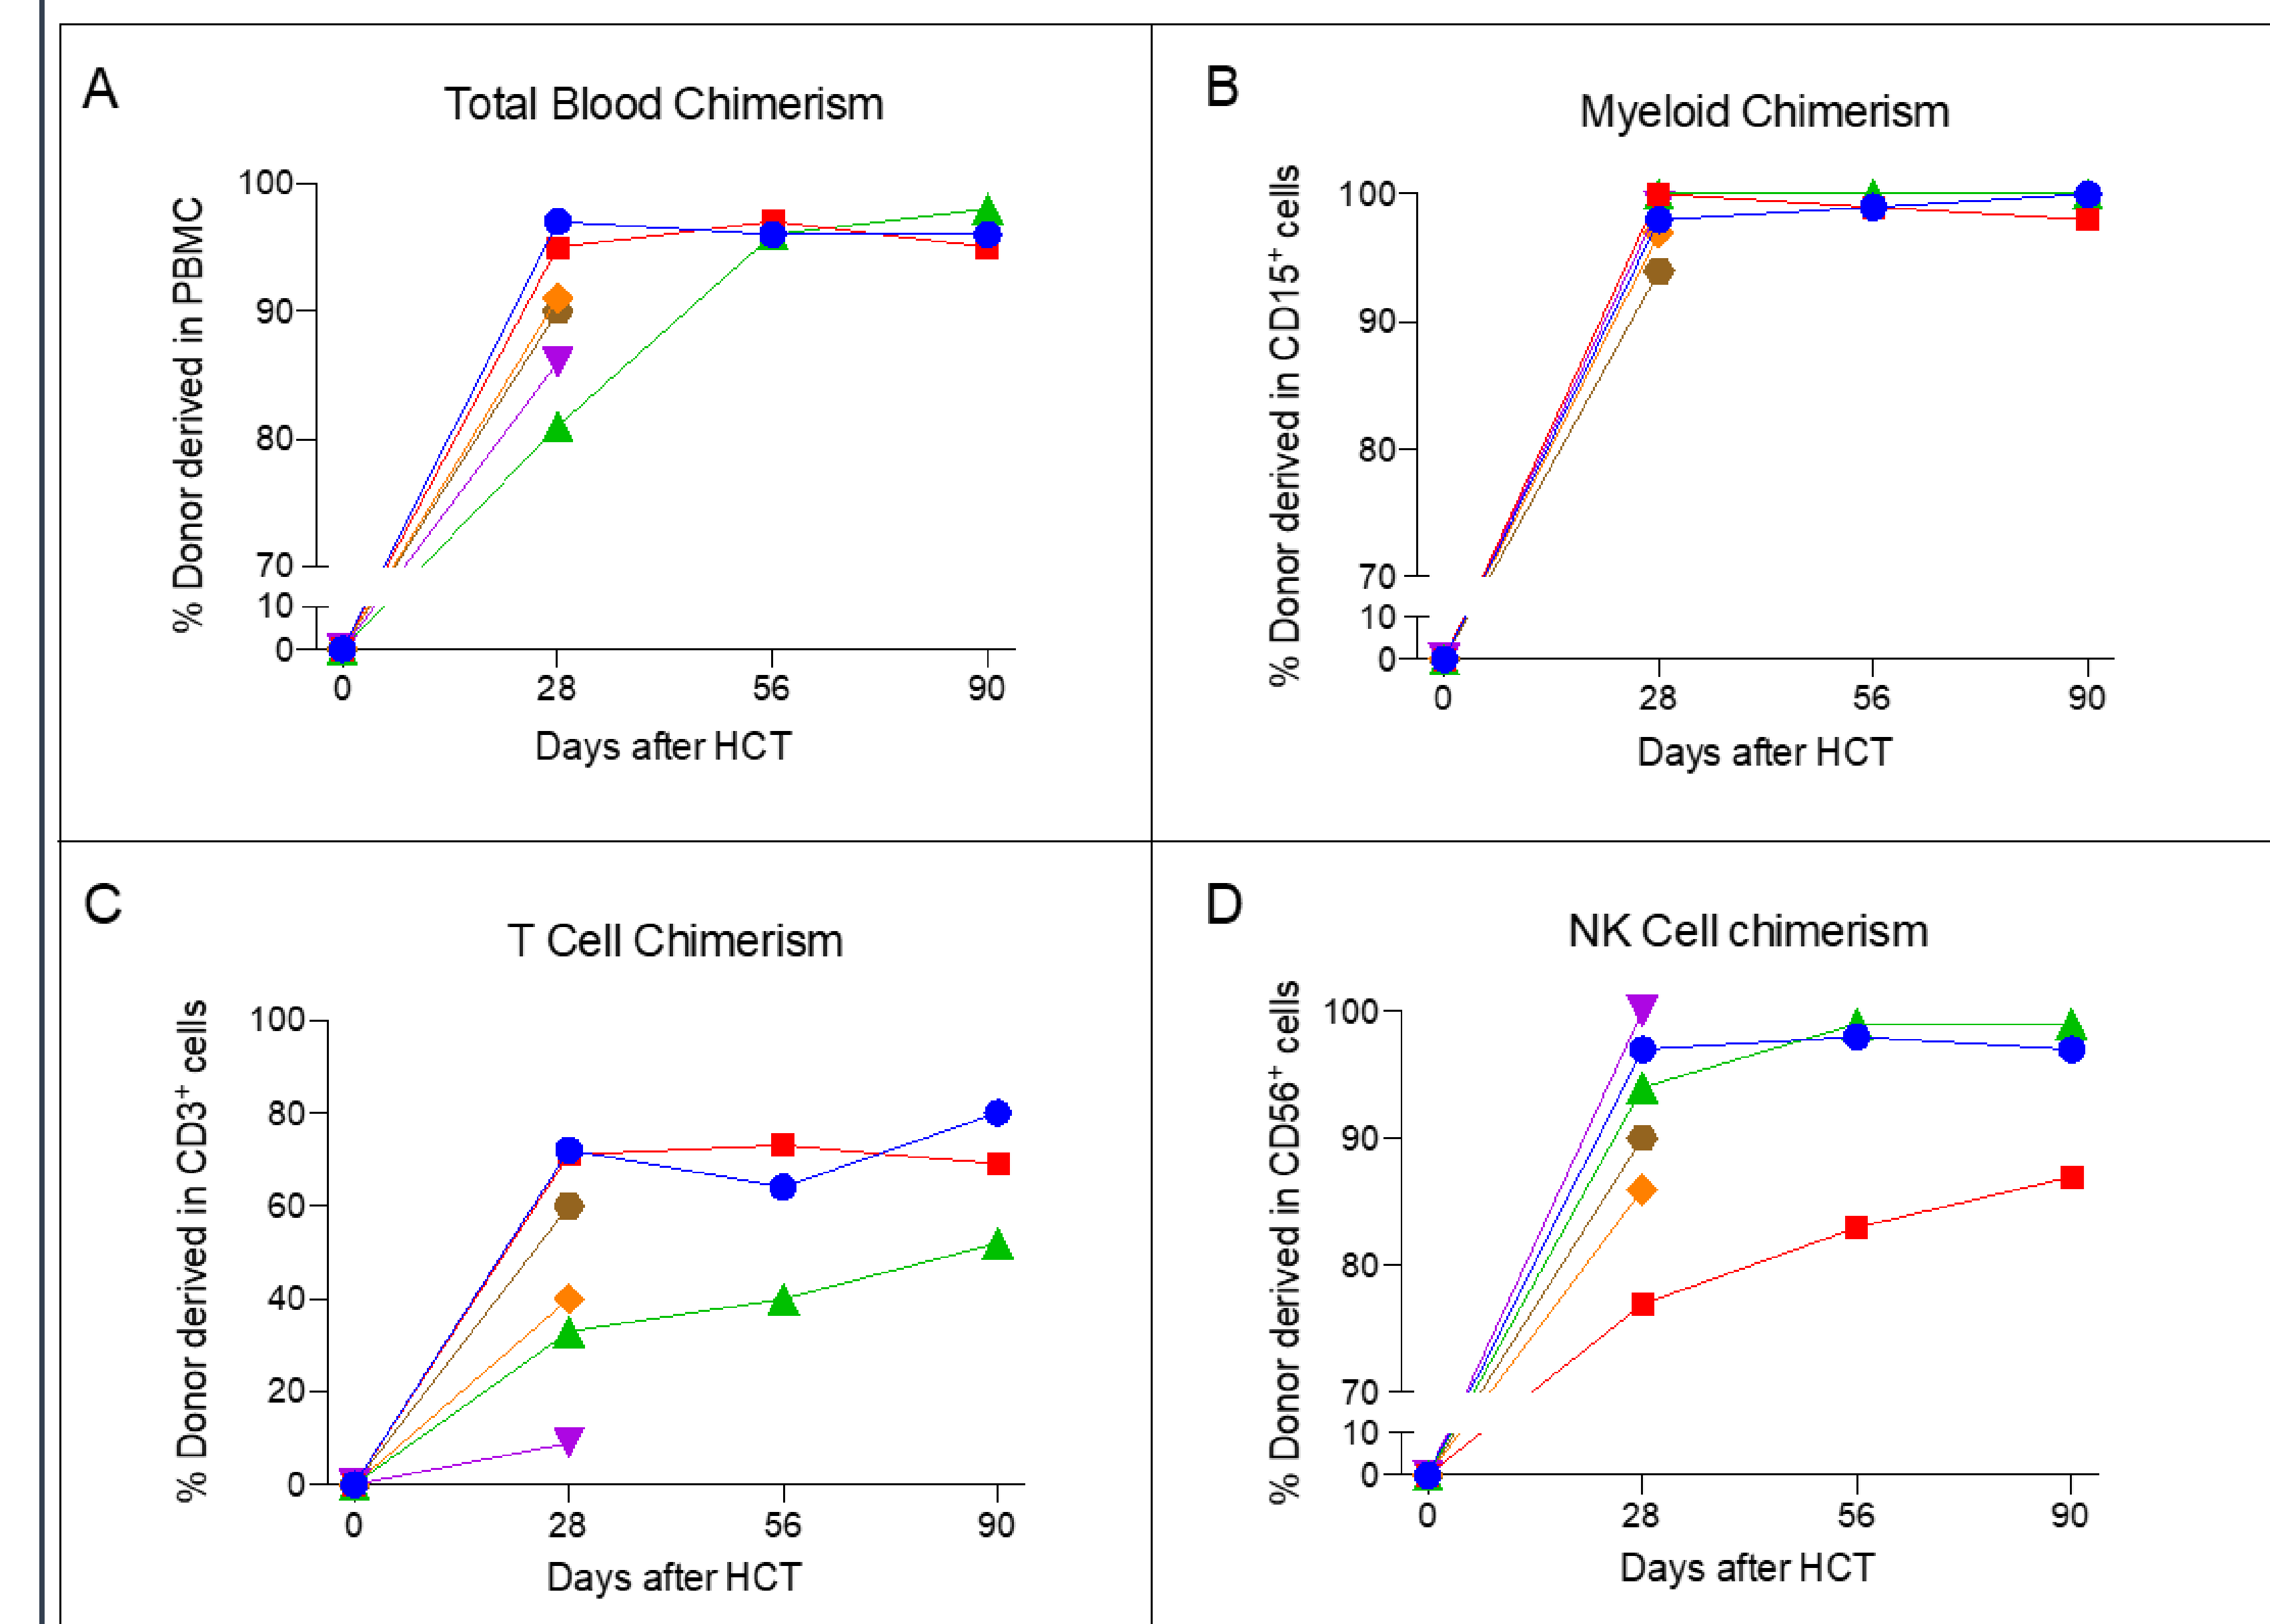 A
Total Blood Chimerism
% Donor derived in PBMC
100
90
80
70
10
0
0 28 56 90
Days after HCT
B
Myeloid Chimerism
% Donor derived in CD15⁺ cells
100
90
80
70
10
0
0 28 56 90
Days after HCT
C
T Cell Chimerism
% Donor derived in CD3⁺ cells
100
80
60
40
20
0
0 28 56 90
Days after HCT
D
NK Cell chimerism
% Donor derived in CD56⁺ cells
100
90
80
70
10
0
0 28 56 90
Days after HCT